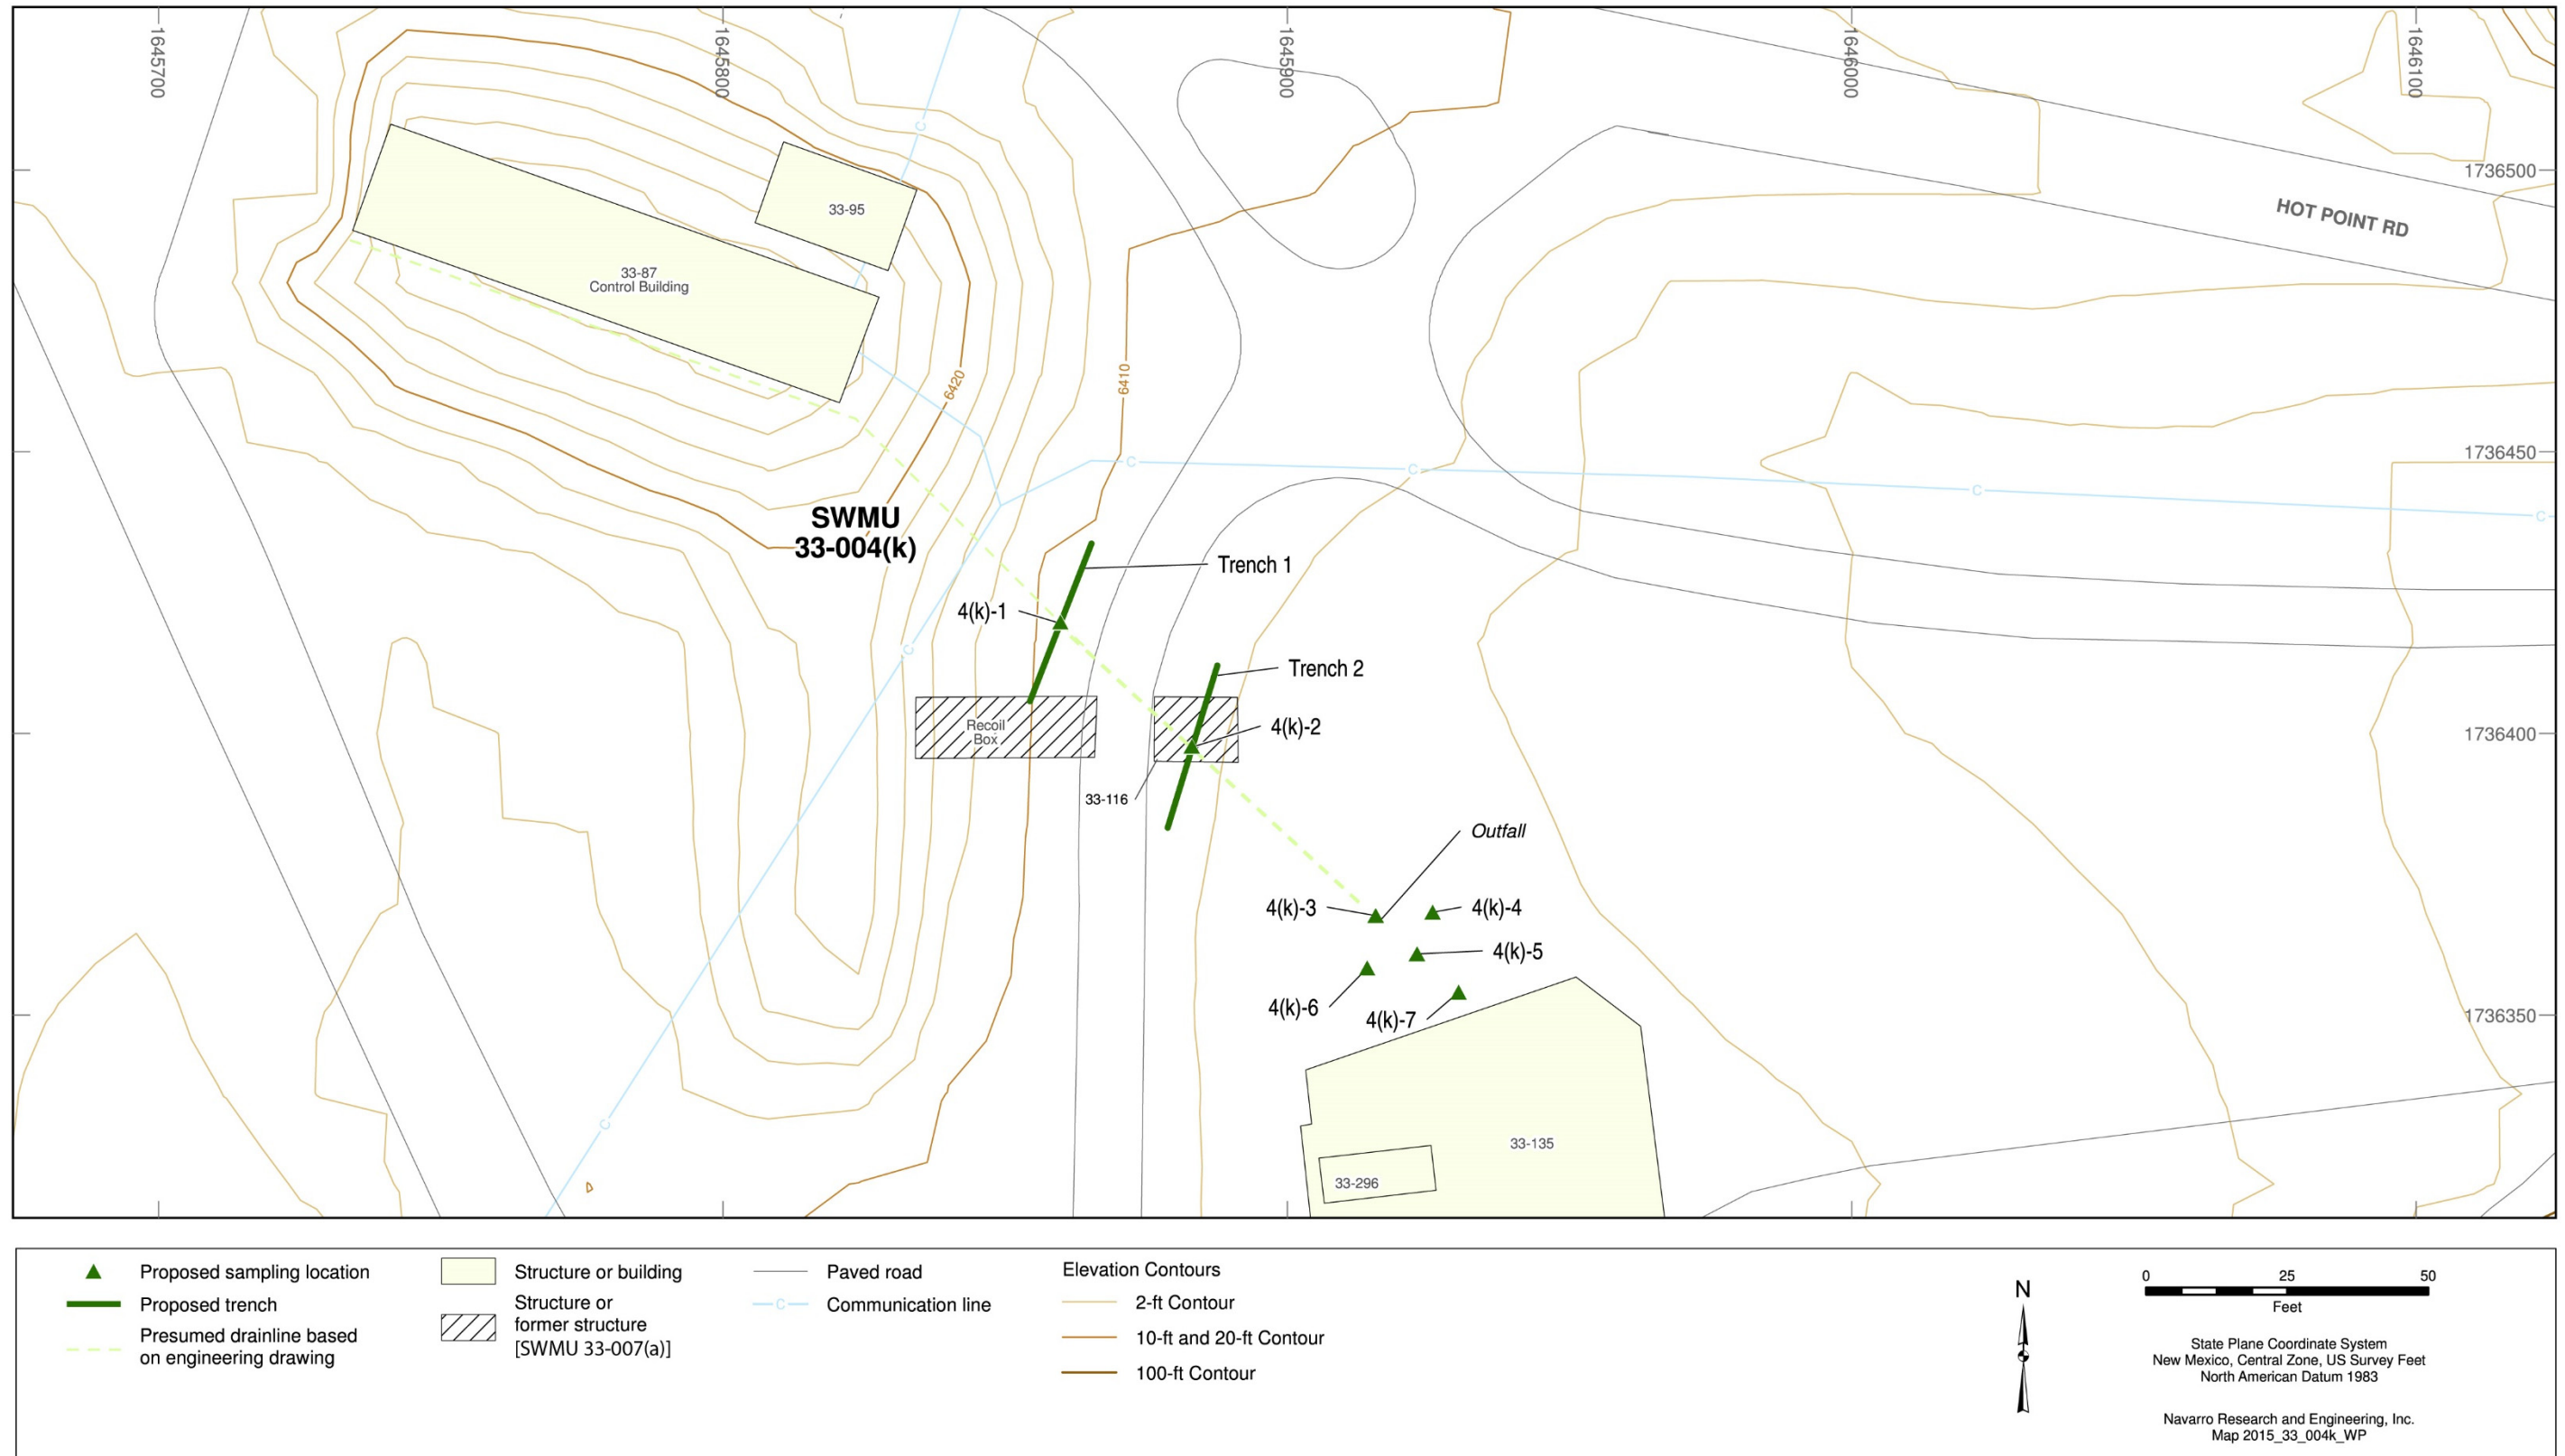 1645700
1645800
1645900
1646000
1646100
C
1736500
33-95
HOT POINT RD
33-87
Control Building
6420
6410
1736450
C
C
C
C
SWMU
33-004(k)
Trench 1
4(k)-1
C
Trench 2
Recoil
Box
4(k)-2
1736400
33-116
Outfall
4(k)-3
4(k)-4
4(k)-5
4(k)-6
4(k)-7
1736350
C
33-135
33-296
Proposed sampling location
Proposed trench
Presumed drainline based
on engineering drawing
Structure or building
Structure or
former structure
[SWMU 33-007(a)]
Paved road
C
Communication line
Elevation Contours
2-ft Contour
10-ft and 20-ft Contour
100-ft Contour
N
0 25 50
Feet
State Plane Coordinate System
New Mexico, Central Zone, US Survey Feet
North American Datum 1983
Navarro Research and Engineering, Inc.
Map 2015_33_004k_WP